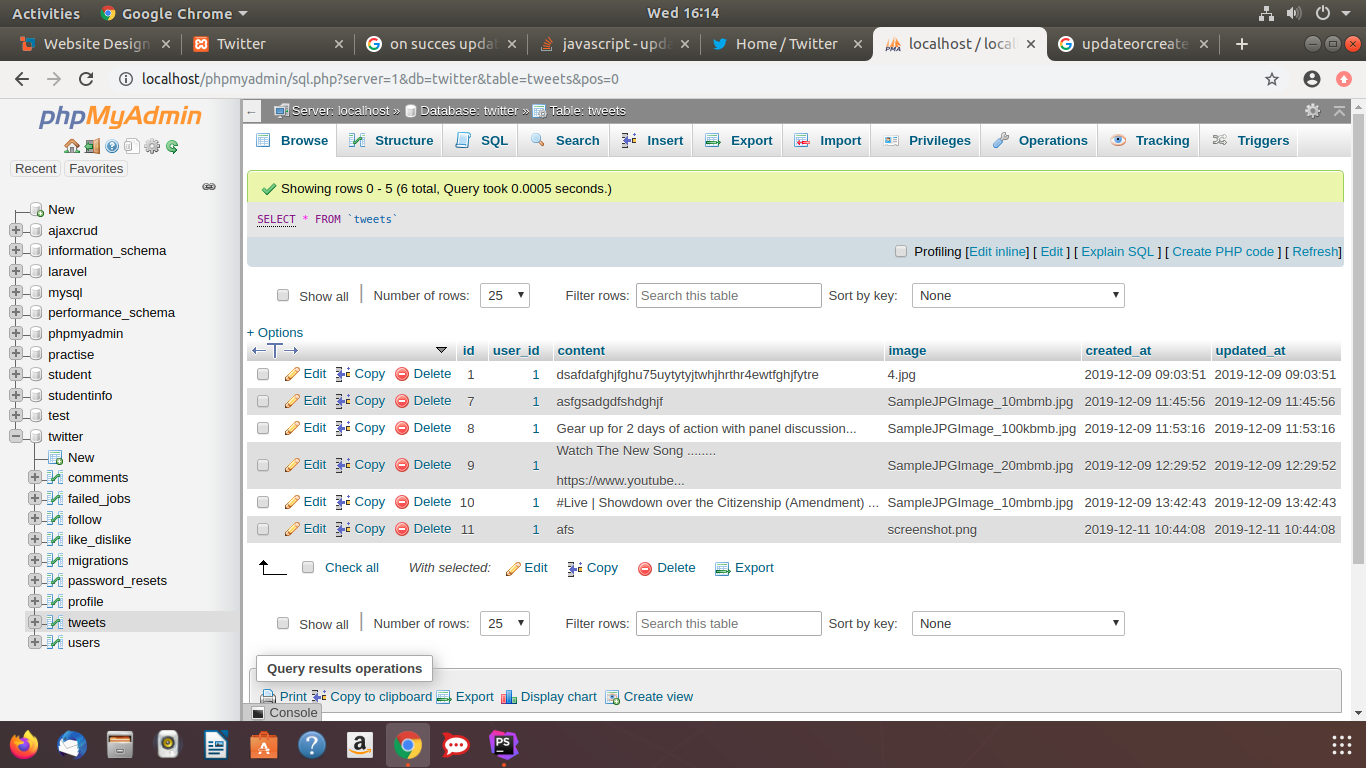 Activities Google Chrome Wed 16:14
Website Design Twitter on succes upda javascript - upda Home / Twitter localhost / local updateorcreate
localhost/phpmyadmin/sql.php?server=1&db=twitter&table=tweets&pos=0
phpMyAdmin
Recent Favorites
New
ajaxcrud
information_schema
laravel
mysql
performance_schema
phpmyadmin
practise
student
studentinfo
test
twitter
New
comments
failed_jobs
follow
like_dislike
migrations
password_resets
profile
tweets
users
Server: localhost » Database: twitter » Table: tweets
Browse Structure SQL Search Insert Export Import Privileges Operations Tracking Triggers
Showing rows 0 - 5 (6 total, Query took 0.0005 seconds.)
SELECT * FROM `tweets`
Profiling [Edit inline] [ Edit ] [ Explain SQL ] [ Create PHP code ] [ Refresh]
Show all Number of rows: 25 Filter rows: Search this table Sort by key: None
+ Options
id user_id content image created_at updated_at
Edit Copy Delete 1 1 dsafdafghjfghu75uytytyjtwhjhrthr4ewtfghjfytre 4.jpg 2019-12-09 09:03:51 2019-12-09 09:03:51
Edit Copy Delete 7 1 asfgsadgdfshdghjf SampleJPGImage_10mbmb.jpg 2019-12-09 11:45:56 2019-12-09 11:45:56
Edit Copy Delete 8 1 Gear up for 2 days of action with panel discussion... SampleJPGImage_100kbmb.jpg 2019-12-09 11:53:16 2019-12-09 11:53:16
Watch The New Song ........
Edit Copy Delete 9 1 SampleJPGImage_20mbmb.jpg 2019-12-09 12:29:52 2019-12-09 12:29:52
https://www.youtube...
Edit Copy Delete 10 1 #Live | Showdown over the Citizenship (Amendment) ... SampleJPGImage_10mbmb.jpg 2019-12-09 13:42:43 2019-12-09 13:42:43
Edit Copy Delete 11 1 afs screenshot.png 2019-12-11 10:44:08 2019-12-11 10:44:08
Check all With selected: Edit Copy Delete Export
Show all Number of rows: 25 Filter rows: Search this table Sort by key: None
Query results operations
Print Copy to clipboard Export Display chart Create view
Console